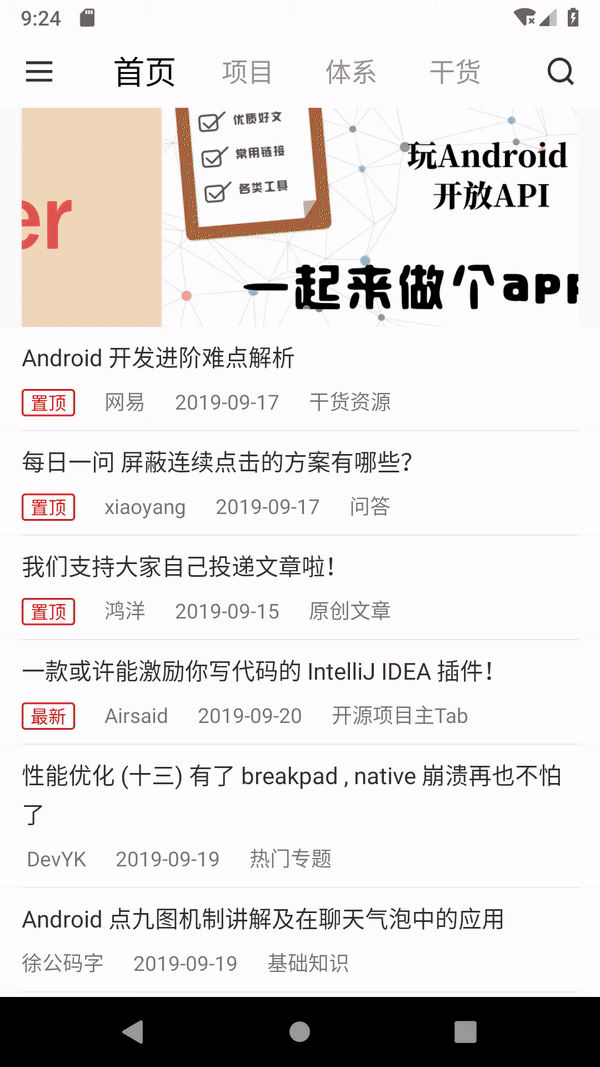 9:24
首页 项目 体系 干货
er
优质好文
常用链接
各类工具
玩Android
开放API
一起来做个app
Android 开发进阶难点解析
置顶 网易 2019-09-17 干货资源
每日一问 屏蔽连续点击的方案有哪些?
置顶 xiaoyang 2019-09-17 问答
我们支持大家自己投递文章啦!
置顶 鸿洋 2019-09-15 原创文章
一款或许能激励你写代码的 IntelliJ IDEA 插件!
最新 Airsaid 2019-09-20 开源项目主Tab
性能优化 (十三) 有了 breakpad , native 崩溃再也不怕
了
DevYK 2019-09-19 热门专题
Android 点九图机制讲解及在聊天气泡中的应用
徐公码字 2019-09-19 基础知识